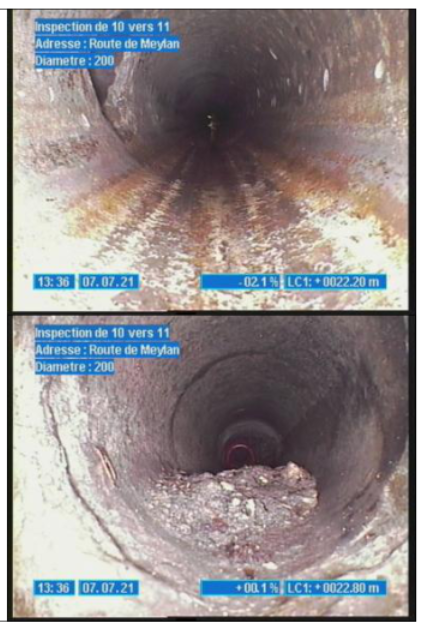 Inspection de 10 vers 11
Adresse : Route de Meylan
Diametre : 200
13: 36 07. 07. 21 - 02.1 % LC1: + 0022.20 m
Inspection de 10 vers 11
Adresse : Route de Meylan
Diametre : 200
13: 36 07. 07. 21 + 00.1 % LC1: + 0022.80 m